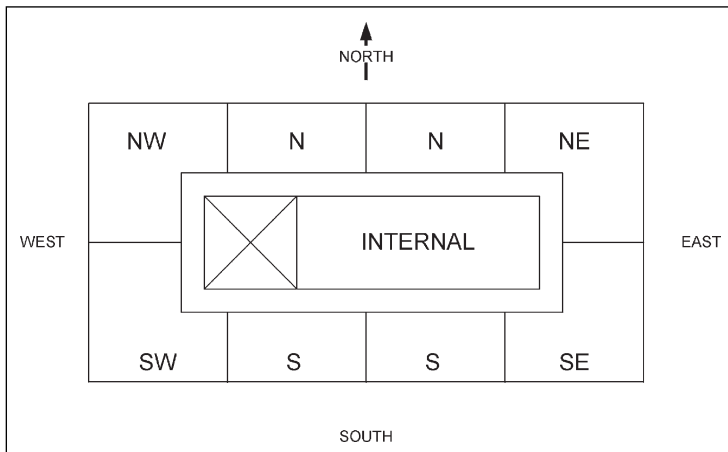 NORTH
NW N N NE
WEST INTERNAL EAST
SW S S SE
SOUTH